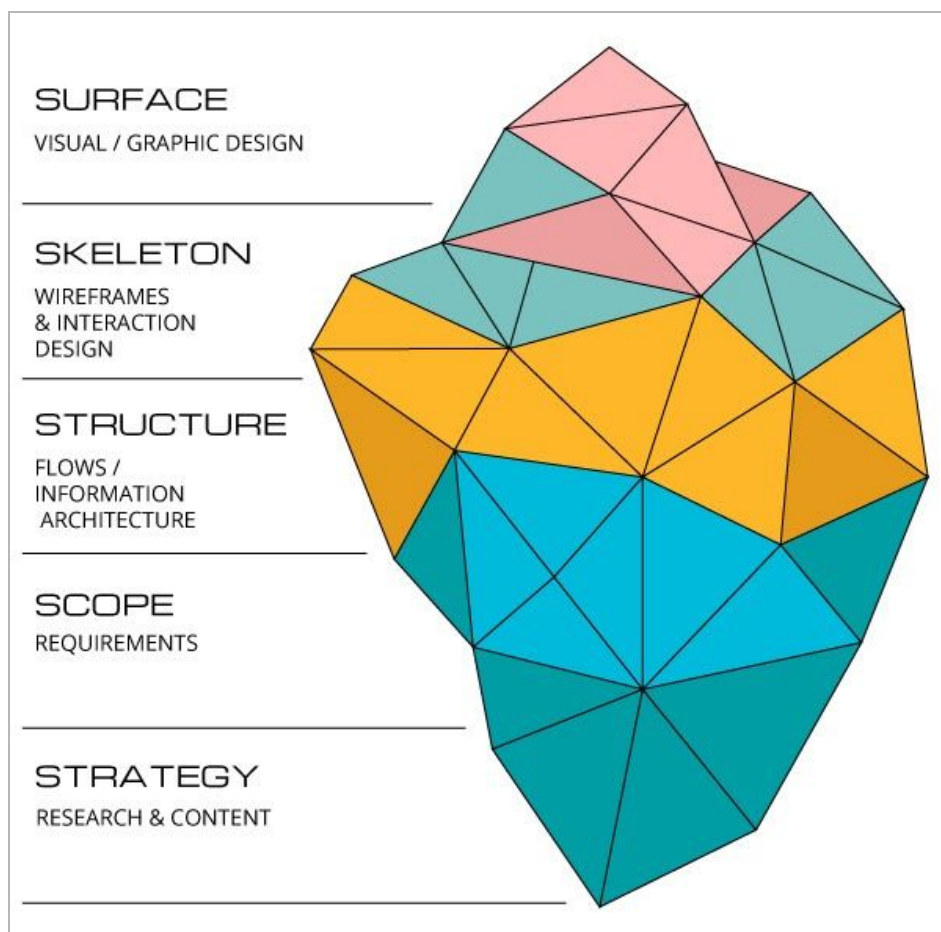 SURFACE
VISUAL / GRAPHIC DESIGN
SKELETON
WIREFRAMES
& INTERACTION
DESIGN
STRUCTURE
FLOWS /
INFORMATION
ARCHITECTURE
SCOPE
REQUIREMENTS
STRATEGY
RESEARCH & CONTENT